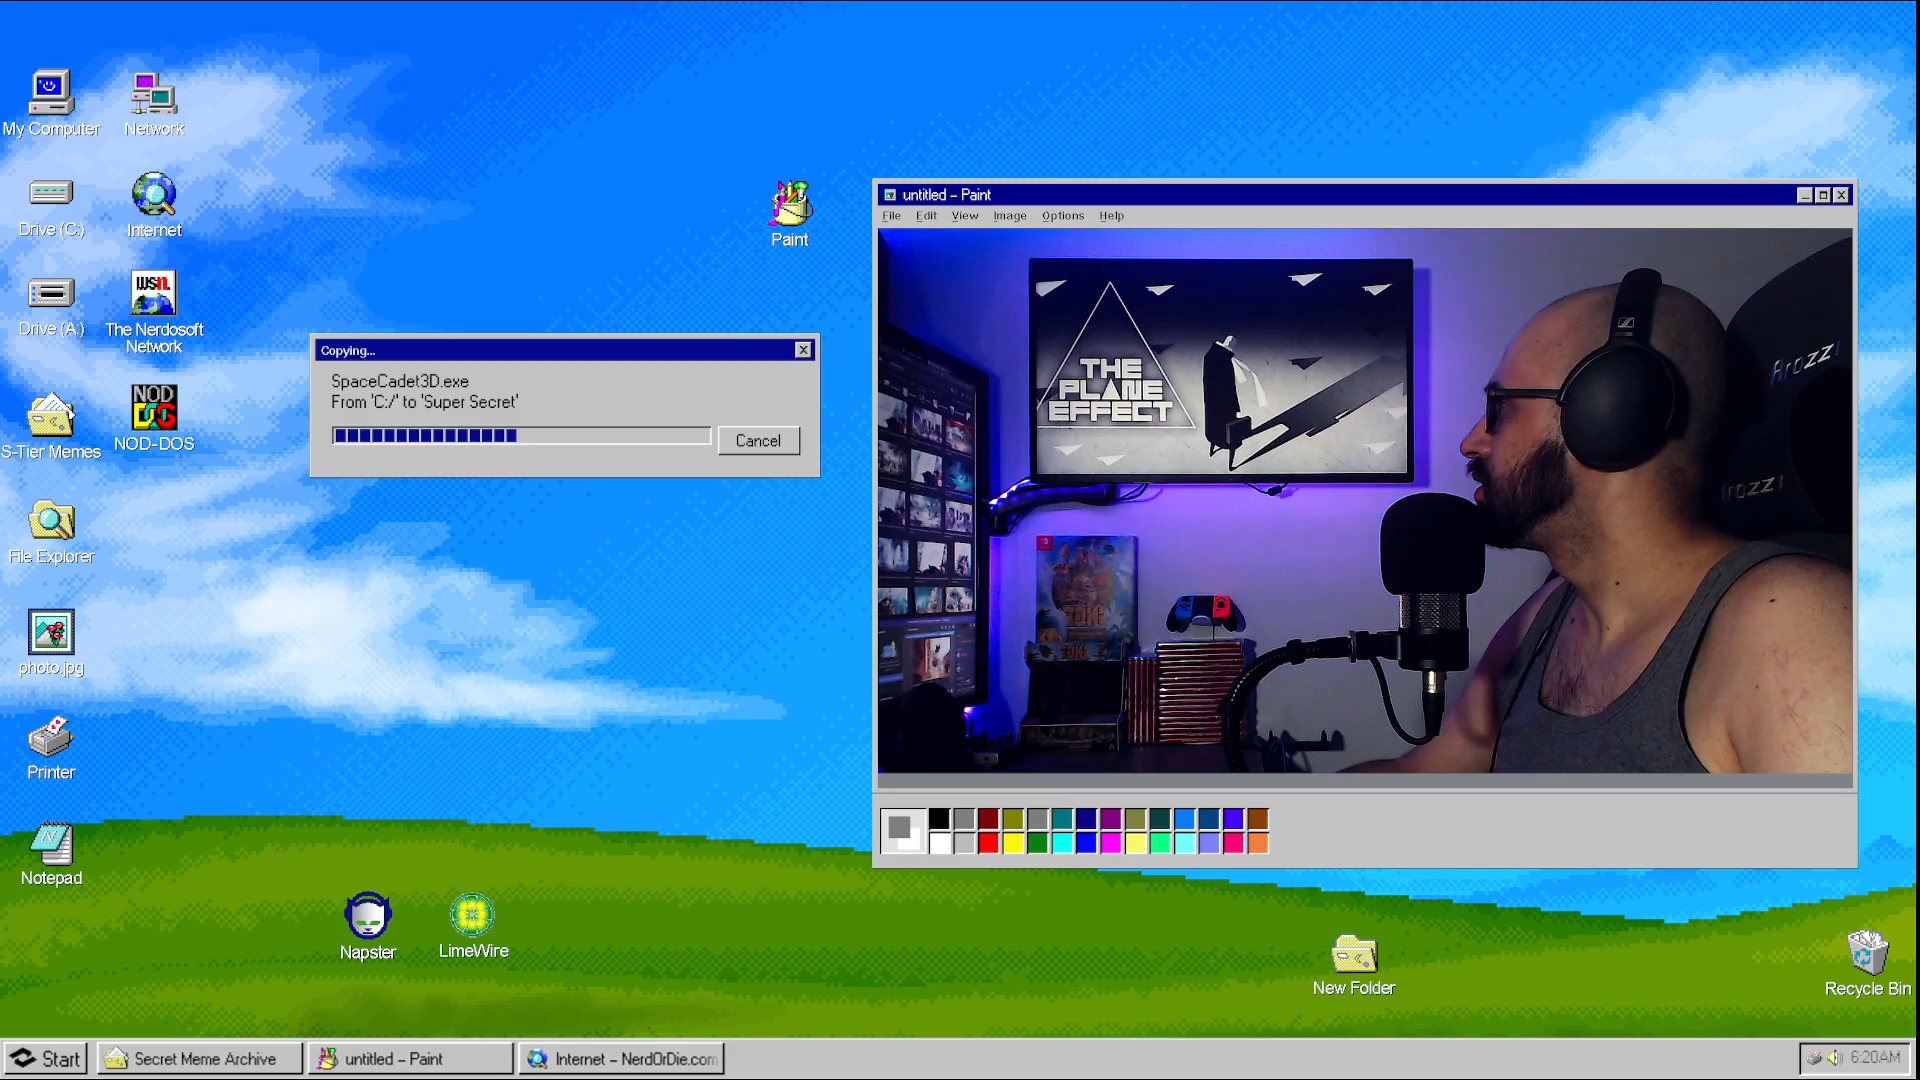 My Computer
Network
Drive (C:)
Internet
Drive (A:)
WSN
The Nerdosoft
Network
S-Tier Memes
NOD
NOD-DOS
File Explorer
photo.jpg
Printer
Notepad
Napster
LimeWire
Paint
Copying...
SpaceCadet3D.exe
From 'C:/' to 'Super Secret'
Cancel
untitled – Paint
File Edit View Image Options Help
THE
PLANE
EFFECT
Arozzi
Arozzi
New Folder
Recycle Bin
Start
Secret Meme Archive
untitled – Paint
Internet – NerdOrDie.com
6:20AM